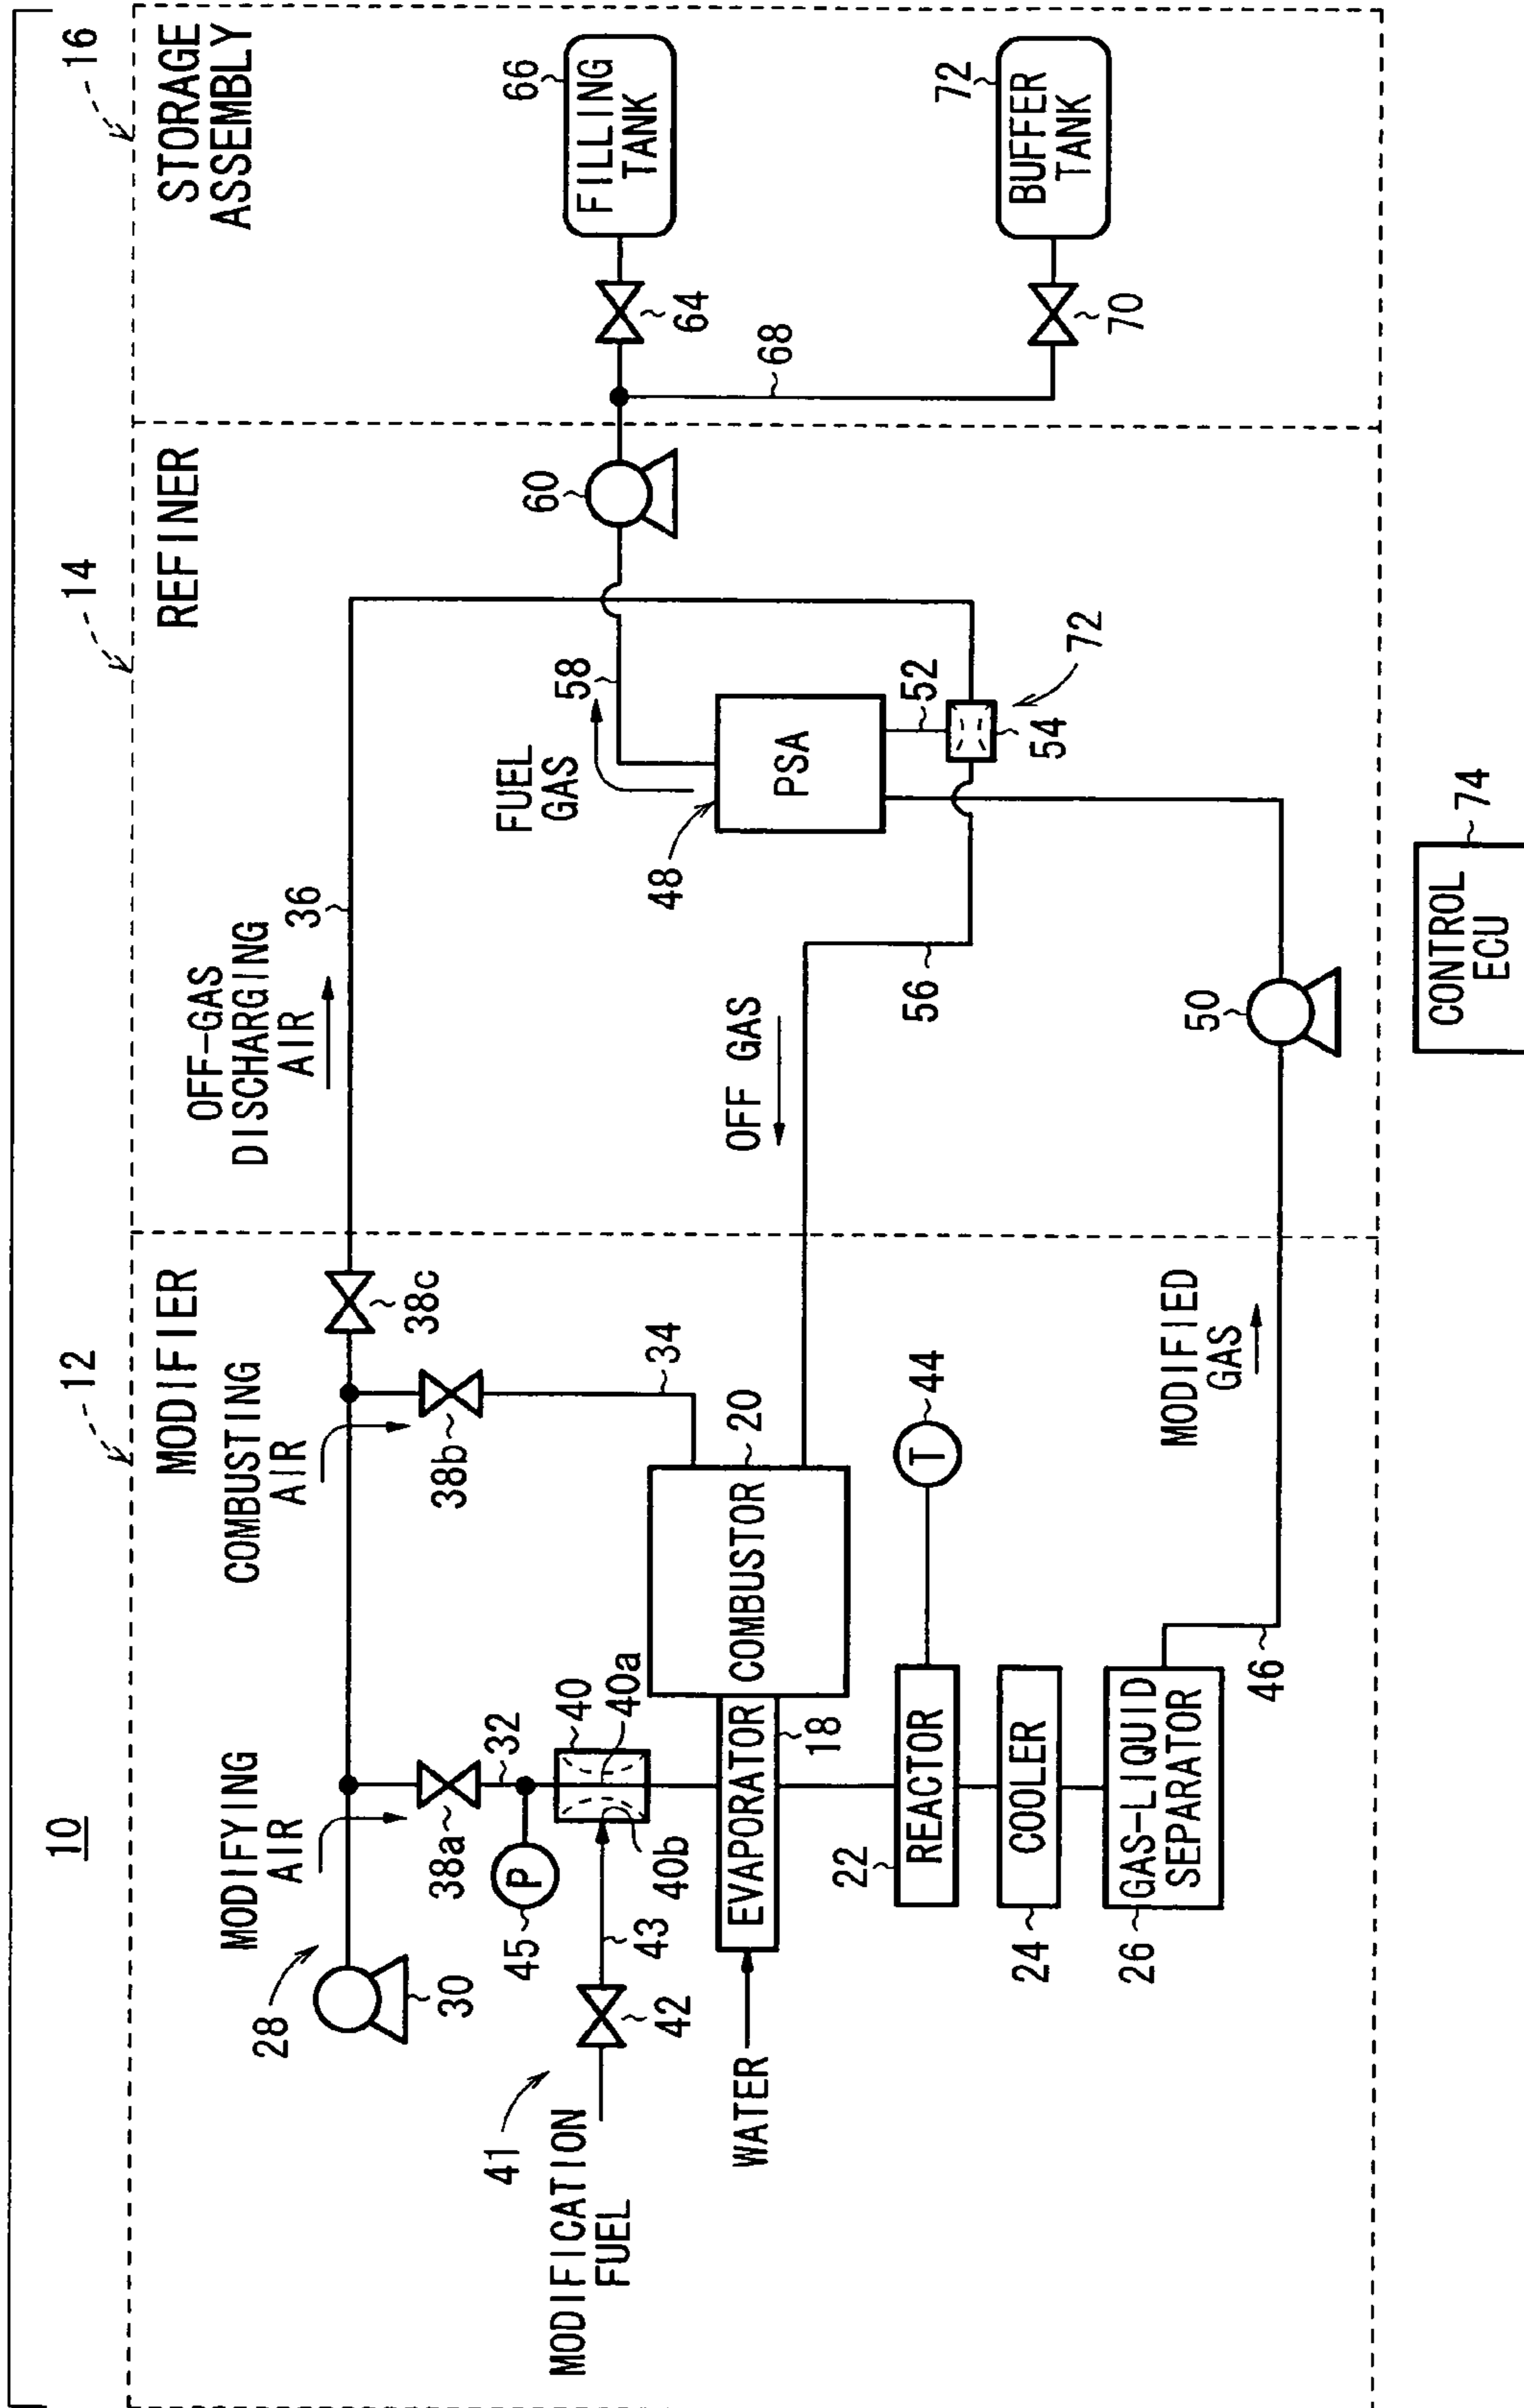 10
12
14
16
MODIFIER
REFINER
STORAGE
ASSEMBLY
28
30
MODIFYING
AIR
COMBUSTING
AIR
OFF-GAS
DISCHARGING
AIR
36
38a
38b
38c
32
34
45
P
40
40a
40b
41
MODIFICATION
FUEL
42
43
WATER
EVAPORATOR
18
COMBUSTOR
20
22
REACTOR
T
44
24
COOLER
26
GAS-LIQUID
SEPARATOR
46
MODIFIED
GAS
OFF GAS
56
50
FUEL
GAS
58
48
PSA
52
54
72
60
64
66
FILLING
TANK
68
70
72
BUFFER
TANK
CONTROL
ECU
74